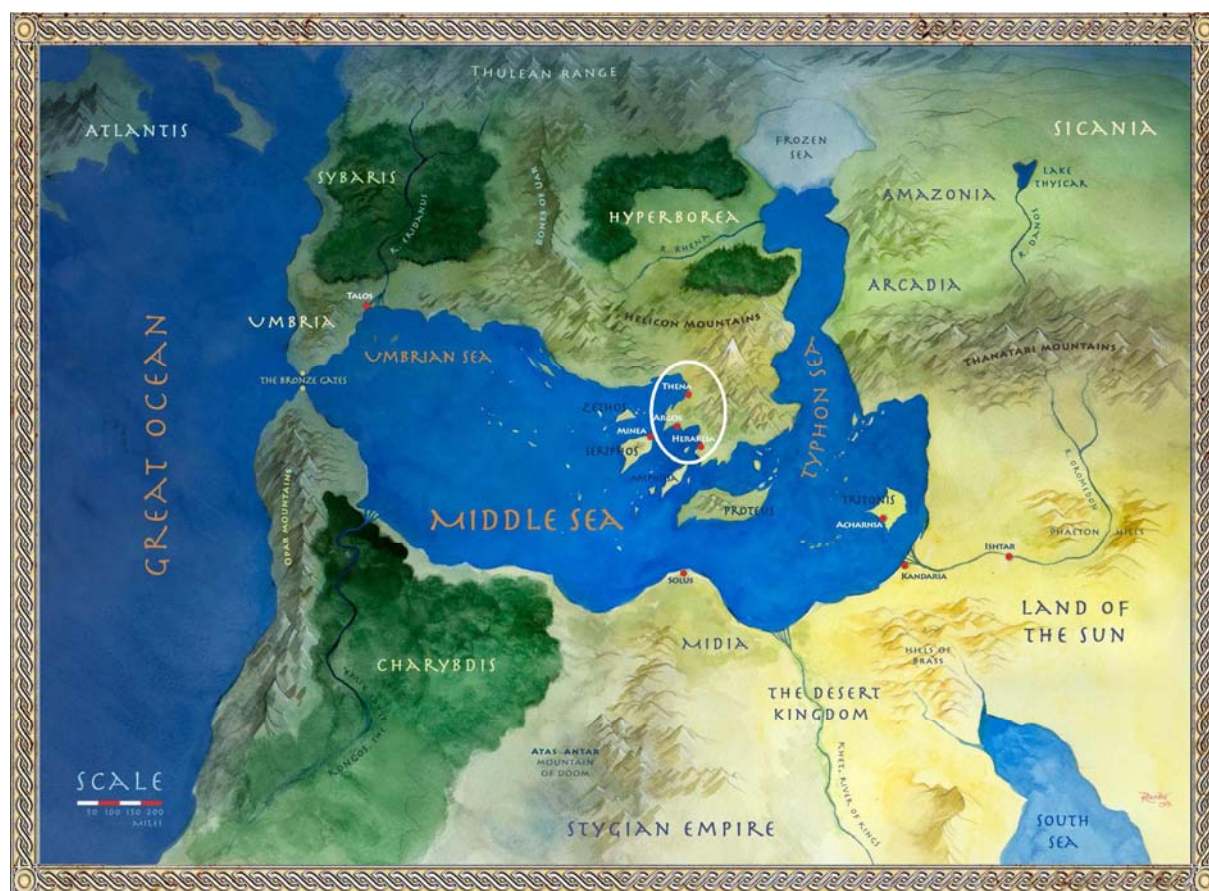 THULEAN RANGE
ATLANTIS
SICANIA
FROZEN
SEA
SYBARIS
LAKE
THYSCAR
AMAZONIA
HYPERBOREA
R. ERIDANUS
R. RHENA
R. DANOS
ARCADIA
TALOS
UMBRIA
HELICON MOUNTAINS
UMBRIAN SEA
THANATARI MOUNTAINS
THE BRONZE GATES
THENA
ZETHOS
ARGOS
MINEA
HERAKLIA
SERIPHOS
TYPHON SEA
GREAT OCEAN
R. OROMEDON
TRITONIS
PROTEUS
MIDDLE SEA
ACHARNIA
OPAR MOUNTAINS
PHAETON HILLS
ISHTAR
KANDARIA
SOLUS
LAND OF
THE SUN
MIDIA
HILLS OF
BRASS
CHARYBDIS
THE DESERT
KINGDOM
ATAS-ANTAR
MOUNTAIN
OF DOOM
KHET, RIVER OF KINGS
SCALE
50 100 150 200
MILES
STYGIAN EMPIRE
SOUTH
SEA